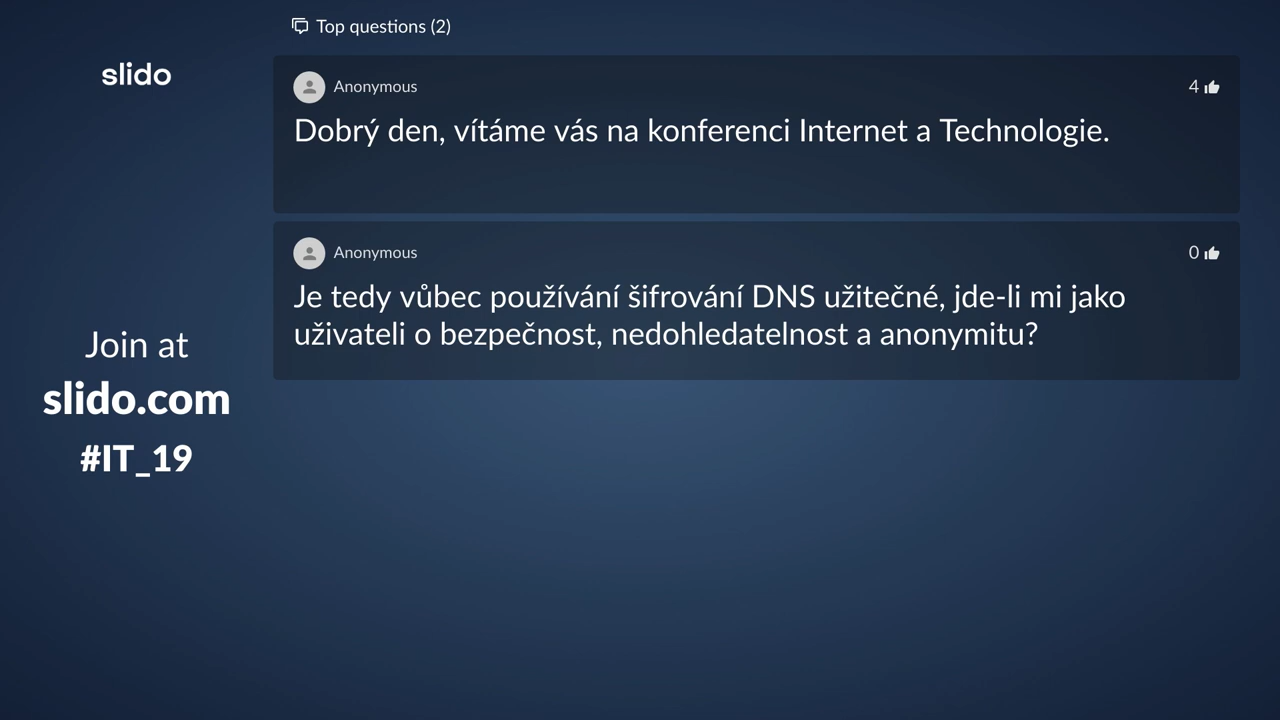 Top questions (2)
slido
Anonymous
4
Dobrý den, vítáme vás na konferenci Internet a Technologie.
Anonymous
0
Je tedy vůbec používání šifrování DNS užitečné, jde-li mi jako
uživateli o bezpečnost, nedohledatelnost a anonymitu?
Join at
slido.com
#IT_19